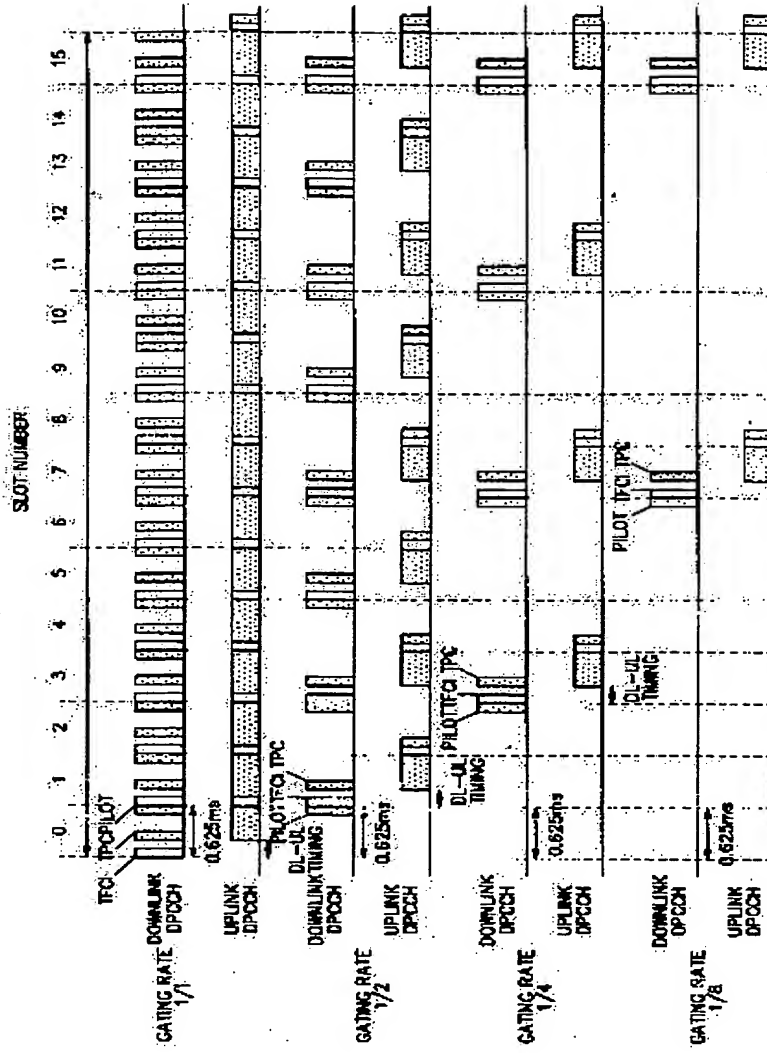 SLOT NUMBER
0 1 2 3 4 5 6 7 8 9 10 11 12 13 14 15
TFCI TPC PILOT
GATING RATE
1/1
DOWNLINK
DPCCH
0.625ms
UPLINK
DPCCH
DL-UL TIMING
PILOT TFCI TPC
GATING RATE
1/2
DOWNLINK
DPCCH
0.625ms
UPLINK
DPCCH
DL-UL
TIMING
PILOT TFCI TPC
GATING RATE
1/4
DOWNLINK
DPCCH
0.625ms
UPLINK
DPCCH
DL-UL
TIMING
PILOT TFCI TPC
GATING RATE
1/8
DOWNLINK
DPCCH
0.625ms
UPLINK
DPCCH